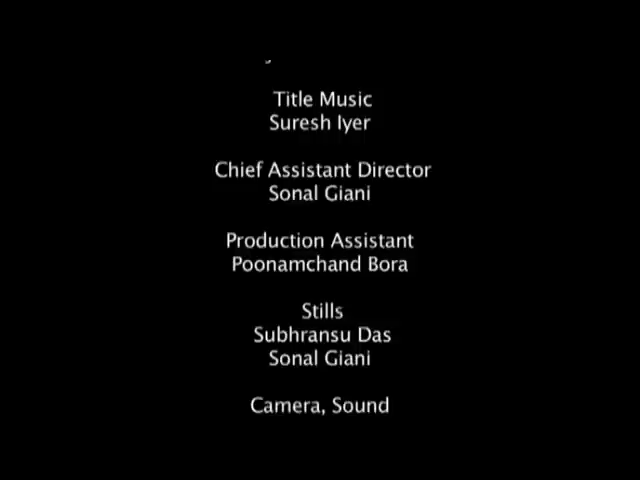 Title Music
Suresh Iyer
Chief Assistant Director
Sonal Giani
Production Assistant
Poonamchand Bora
Stills
Subhransu Das
Sonal Giani
Camera, Sound